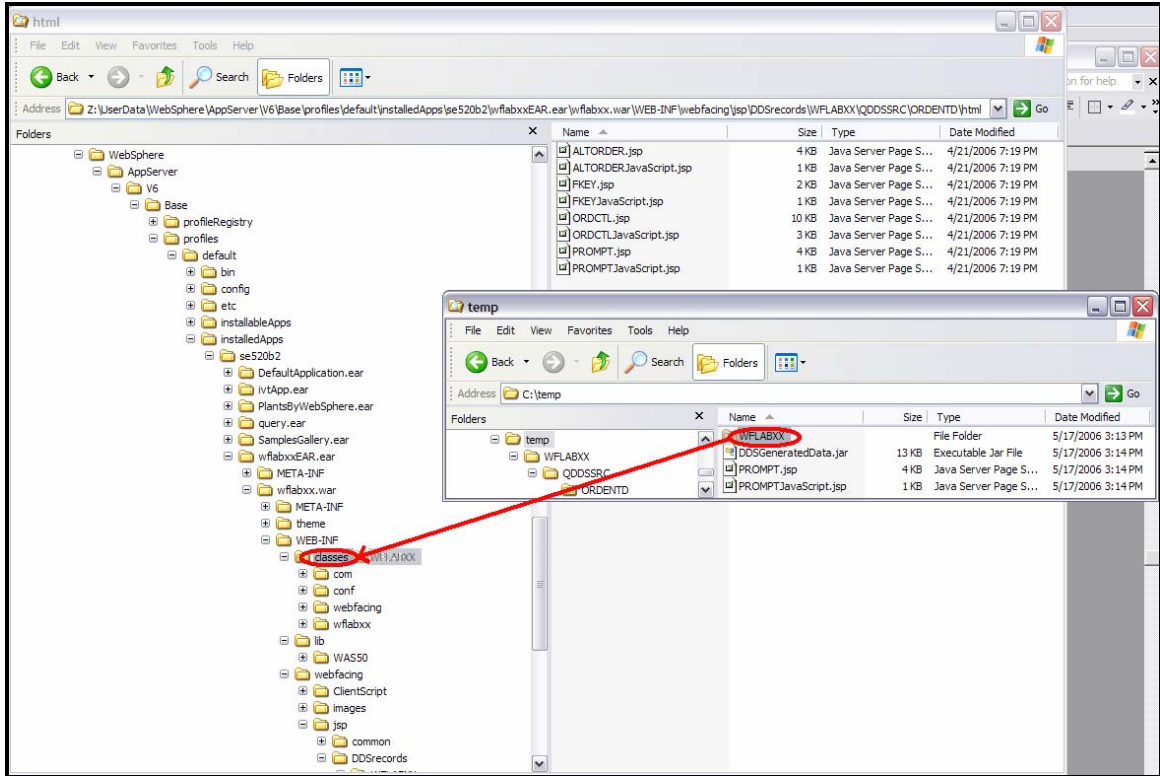 html
File Edit View Favorites Tools Help
Back Search Folders
on for help
Address Z:\UserData\WebSphere\AppServer\V6\Base\profiles\default\installedApps\se520b2\wflabxxEAR.ear\wflabxx.war\WEB-INF\webfacing\jsp\DDSrecords\WFLABXX\QDDSSRC\ORDENTD\html Go
Folders
Name Size Type Date Modified
WebSphere
AppServer
V6
Base
profileRegistry
profiles
default
bin
config
etc
installableApps
installedApps
se520b2
DefaultApplication.ear
ivtApp.ear
PlantsByWebSphere.ear
query.ear
SamplesGallery.ear
wflabxxEAR.ear
META-INF
wflabxx.war
META-INF
theme
WEB-INF
classes WFLABXX
com
conf
webfacing
wflabxx
lib
WAS50
webfacing
ClientScript
images
jsp
common
DDSrecords
ALTORDER.jsp 4 KB Java Server Page S... 4/21/2006 7:19 PM
ALTORDERJavaScript.jsp 1 KB Java Server Page S... 4/21/2006 7:19 PM
FKEY.jsp 2 KB Java Server Page S... 4/21/2006 7:19 PM
FKEYJavaScript.jsp 1 KB Java Server Page S... 4/21/2006 7:19 PM
ORDCTL.jsp 10 KB Java Server Page S... 4/21/2006 7:19 PM
ORDCTLJavaScript.jsp 3 KB Java Server Page S... 4/21/2006 7:19 PM
PROMPT.jsp 4 KB Java Server Page S... 4/21/2006 7:19 PM
PROMPTJavaScript.jsp 1 KB Java Server Page S... 4/21/2006 7:19 PM
temp
File Edit View Favorites Tools Help
Back Search Folders
Address C:\temp Go
Folders
Name Size Type Date Modified
temp
WFLABXX
QDDSSRC
ORDENTD
WFLABXX File Folder 5/17/2006 3:13 PM
DDSGeneratedData.jar 13 KB Executable Jar File 5/17/2006 3:14 PM
PROMPT.jsp 4 KB Java Server Page S... 5/17/2006 3:14 PM
PROMPTJavaScript.jsp 1 KB Java Server Page S... 5/17/2006 3:14 PM